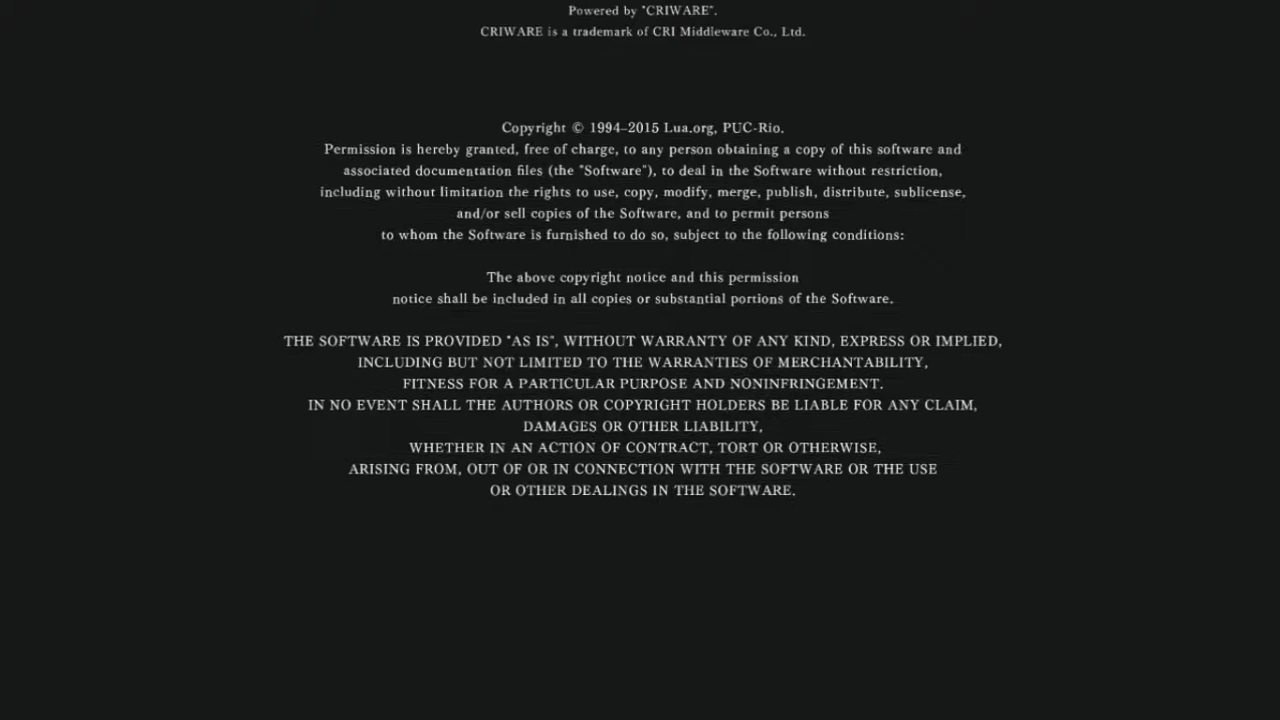 Powered by "CRIWARE".
CRIWARE is a trademark of CRI Middleware Co., Ltd.
Copyright © 1994–2015 Lua.org, PUC-Rio.
Permission is hereby granted, free of charge, to any person obtaining a copy of this software and
associated documentation files (the "Software"), to deal in the Software without restriction,
including without limitation the rights to use, copy, modify, merge, publish, distribute, sublicense,
and/or sell copies of the Software, and to permit persons
to whom the Software is furnished to do so, subject to the following conditions:
The above copyright notice and this permission
notice shall be included in all copies or substantial portions of the Software.
THE SOFTWARE IS PROVIDED "AS IS", WITHOUT WARRANTY OF ANY KIND, EXPRESS OR IMPLIED,
INCLUDING BUT NOT LIMITED TO THE WARRANTIES OF MERCHANTABILITY,
FITNESS FOR A PARTICULAR PURPOSE AND NONINFRINGEMENT.
IN NO EVENT SHALL THE AUTHORS OR COPYRIGHT HOLDERS BE LIABLE FOR ANY CLAIM,
DAMAGES OR OTHER LIABILITY,
WHETHER IN AN ACTION OF CONTRACT, TORT OR OTHERWISE,
ARISING FROM, OUT OF OR IN CONNECTION WITH THE SOFTWARE OR THE USE
OR OTHER DEALINGS IN THE SOFTWARE.